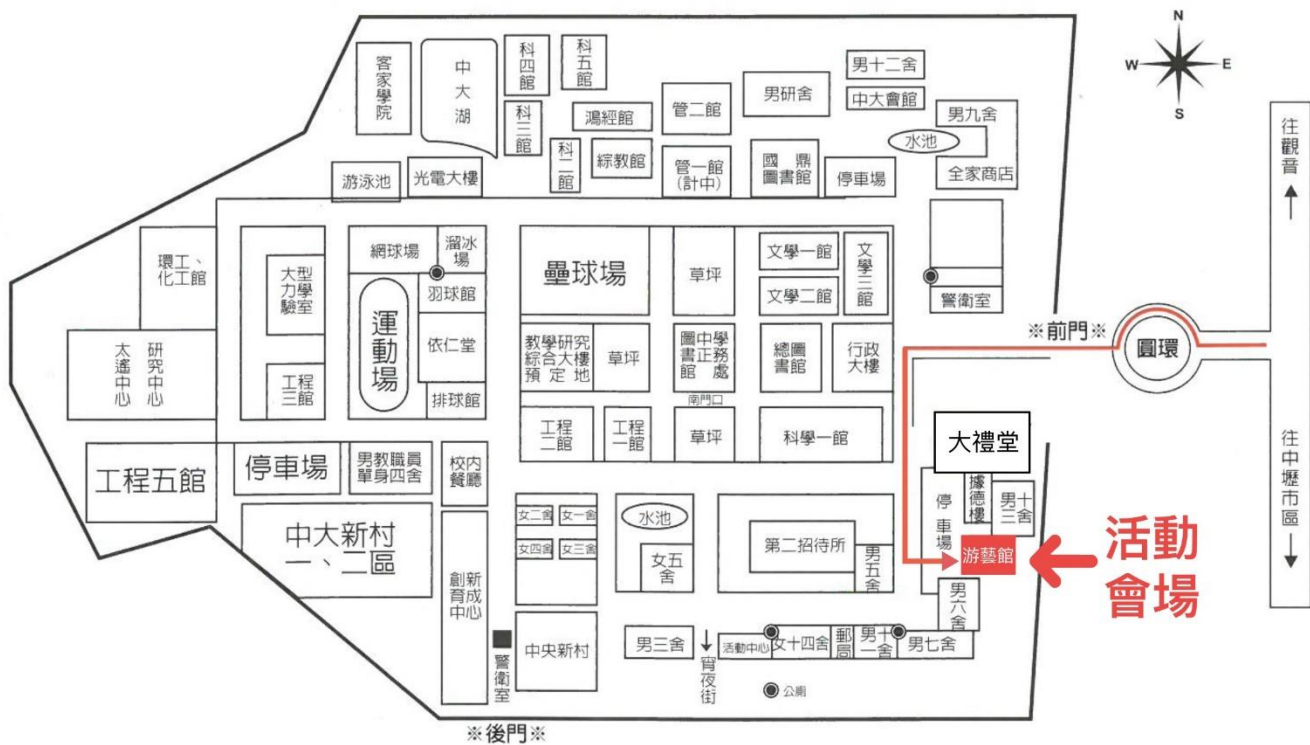 N
W
E
S
客家學院
中大湖
科四館
科五館
科三館
鴻經館
科二館
綜教館
管二館
管一館
(計中)
男研舍
國鼎
圖書館
男十二舍
中大會館
男九舍
水池
全家商店
停車場
游泳池
光電大樓
往觀音
環工、
化工館
大型力學實驗室
網球場
溜冰場
羽球館
壘球場
草坪
文學一館
文學二館
文學三館
警衛室
※前門※
圓環
太遙中心
研究中心
工程三館
運動場
依仁堂
排球館
教學研究
綜合大樓
預定地
草坪
圖書館
中正
學務處
總圖書館
行政大樓
南門口
工程二館
工程一館
草坪
科學一館
大禮堂
往中壢市區
工程五館
停車場
男教職員
單身四舍
校內餐廳
停車場
據德樓
男十三舍
中大新村
一、二區
女二舍
女一舍
女四舍
女三舍
水池
女五舍
第二招待所
男五舍
游藝館
活動
會場
創新育成中心
男六舍
中央新村
男三舍
活動中心
女十四舍
郵局
男十一舍
男七舍
警衛室
宵夜街
公廁
※後門※